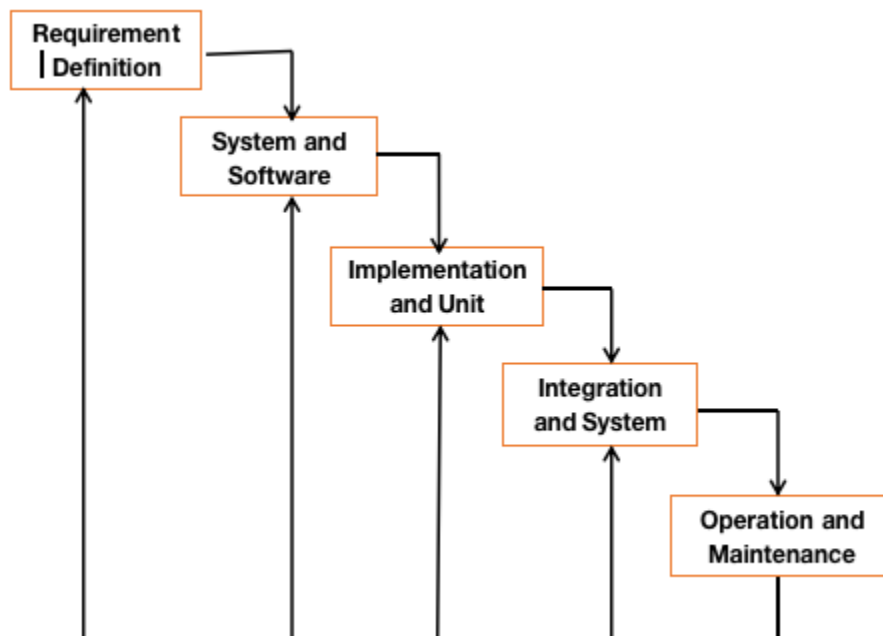 Requirement
Definition
System and
Software
Implementation
and Unit
Integration
and System
Operation and
Maintenance